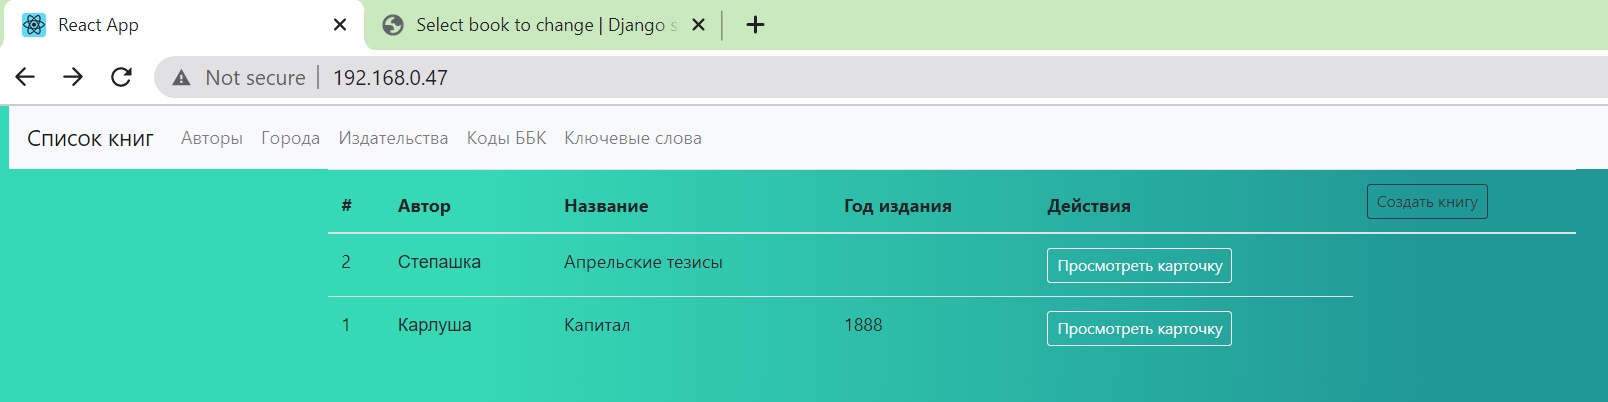 React App
Select book to change | Django s
Not secure 192.168.0.47
Список книг Авторы Города Издательства Коды ББК Ключевые слова
# Автор Название Год издания Действия Создать книгу
2 Степашка Апрельские тезисы Просмотреть карточку
1 Карлуша Капитал 1888 Просмотреть карточку